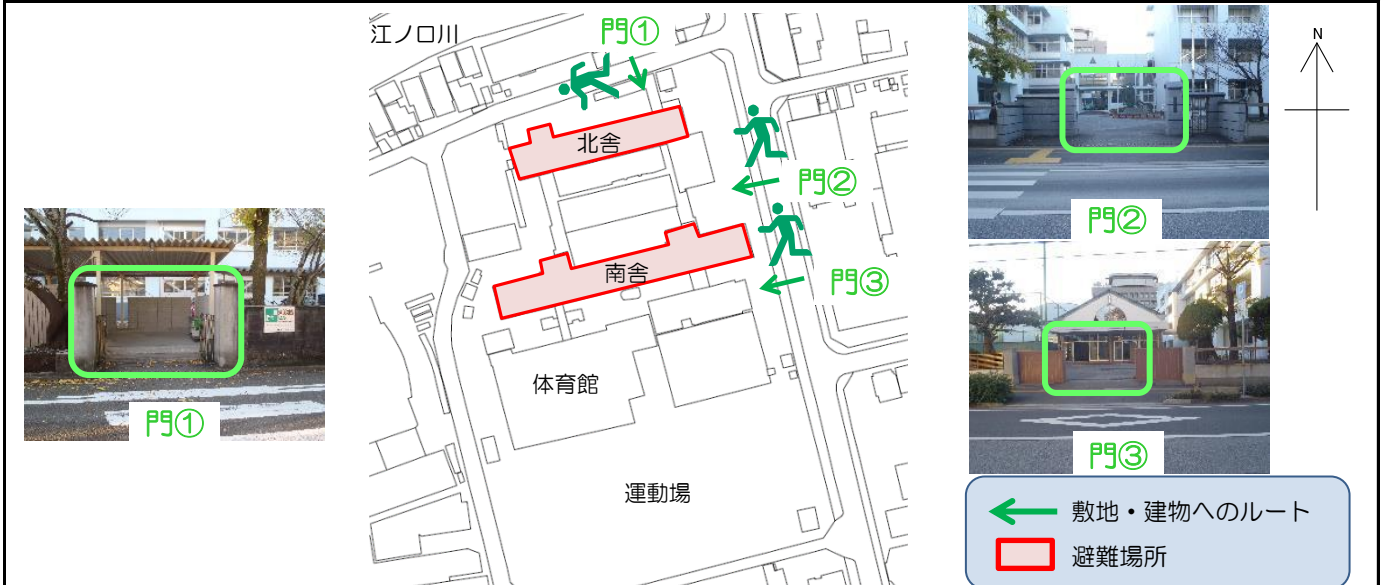 江ノ口川
門①
N
北舎
門②
門②
南舎
門③
体育館
門①
門③
運動場
敷地・建物へのルート
避難場所